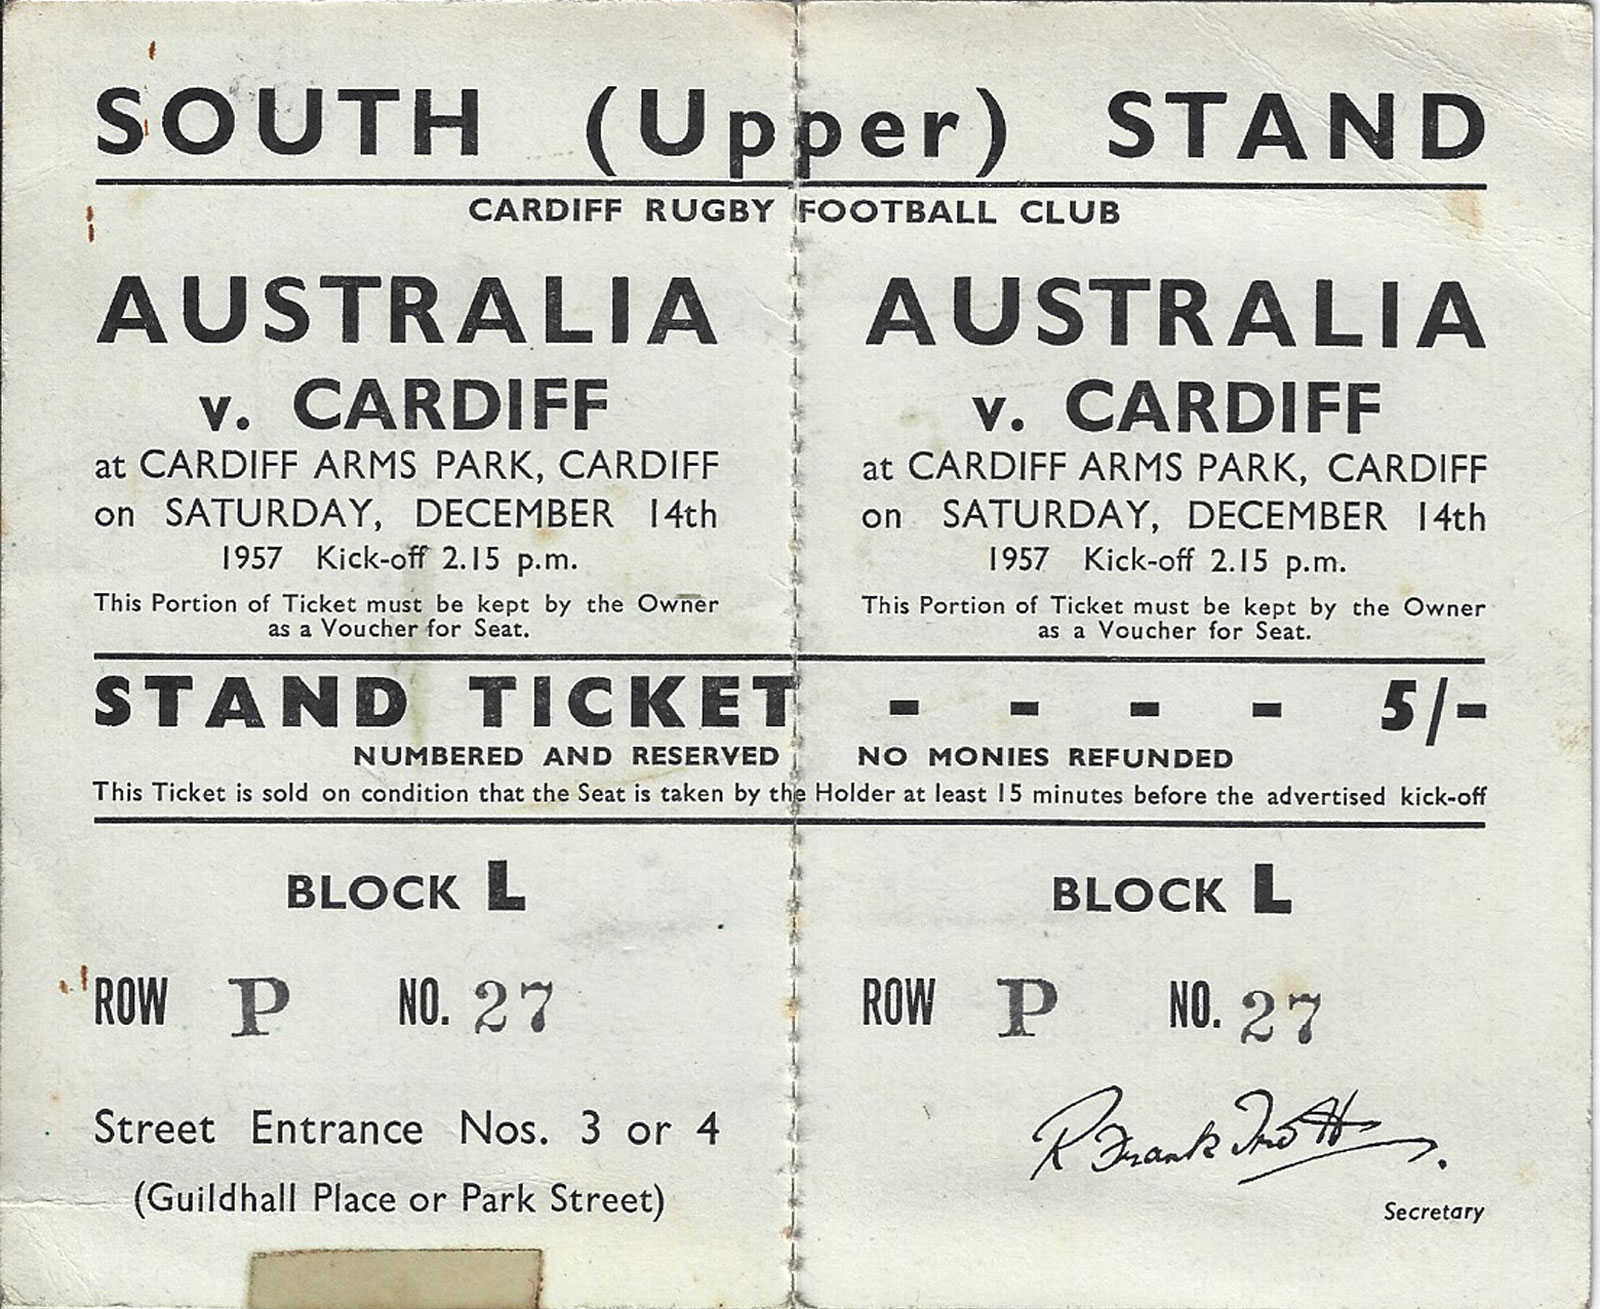 SOUTH (Upper) STAND
CARDIFF RUGBY FOOTBALL CLUB
AUSTRALIA
v. CARDIFF
at CARDIFF ARMS PARK, CARDIFF
on SATURDAY, DECEMBER 14th
1957 Kick-off 2.15 p.m.
This Portion of Ticket must be kept by the Owner
as a Voucher for Seat.
AUSTRALIA
v. CARDIFF
at CARDIFF ARMS PARK, CARDIFF
on SATURDAY, DECEMBER 14th
1957 Kick-off 2.15 p.m.
This Portion of Ticket must be kept by the Owner
as a Voucher for Seat.
STAND TICKET - - - - 5/-
NUMBERED AND RESERVED NO MONIES REFUNDED
This Ticket is sold on condition that the Seat is taken by the Holder at least 15 minutes before the advertised kick-off
BLOCK L
ROW P NO. 27
Street Entrance Nos. 3 or 4
(Guildhall Place or Park Street)
BLOCK L
ROW P NO. 27
R Frank Trott
Secretary